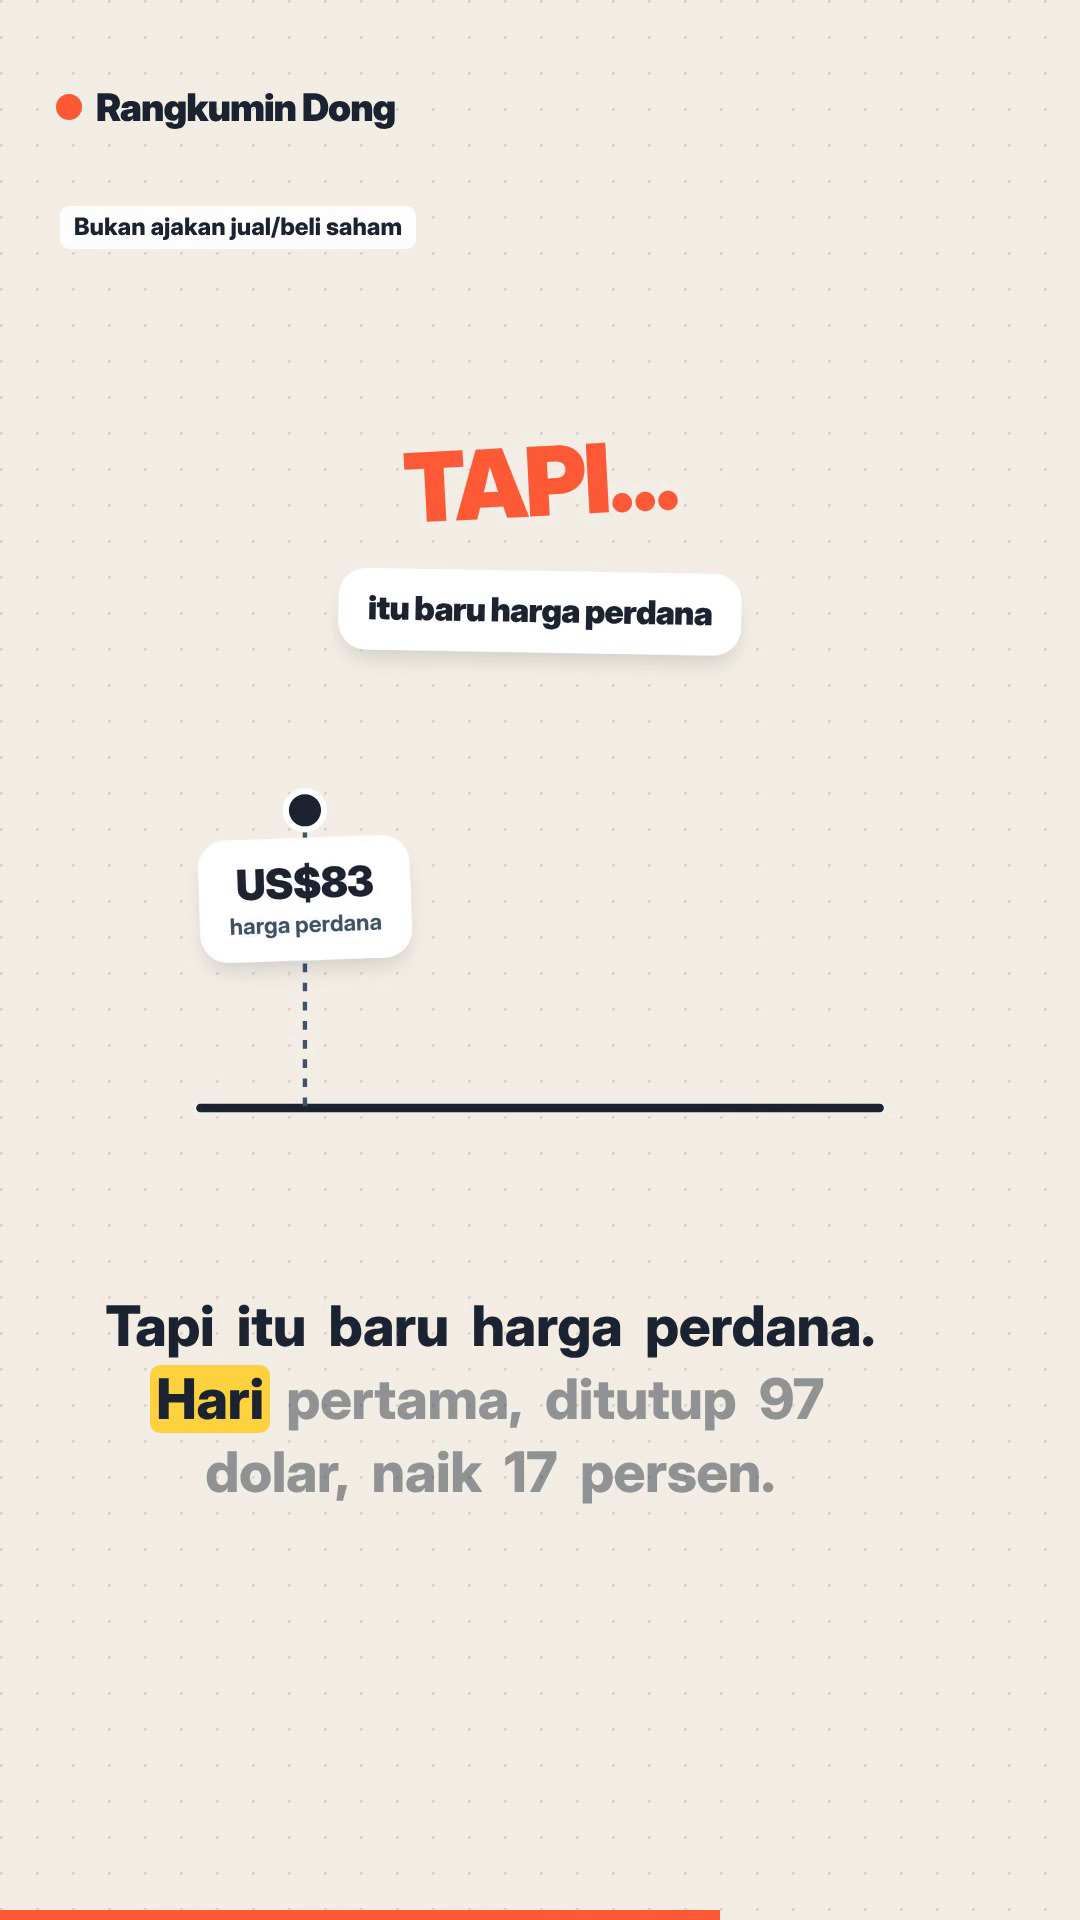 Rangkumin Dong
Bukan ajakan jual/beli saham
TAPI...
itu baru harga perdana
US$83
harga perdana
Tapi itu baru harga perdana.
Hari pertama, ditutup 97
dolar, naik 17 persen.